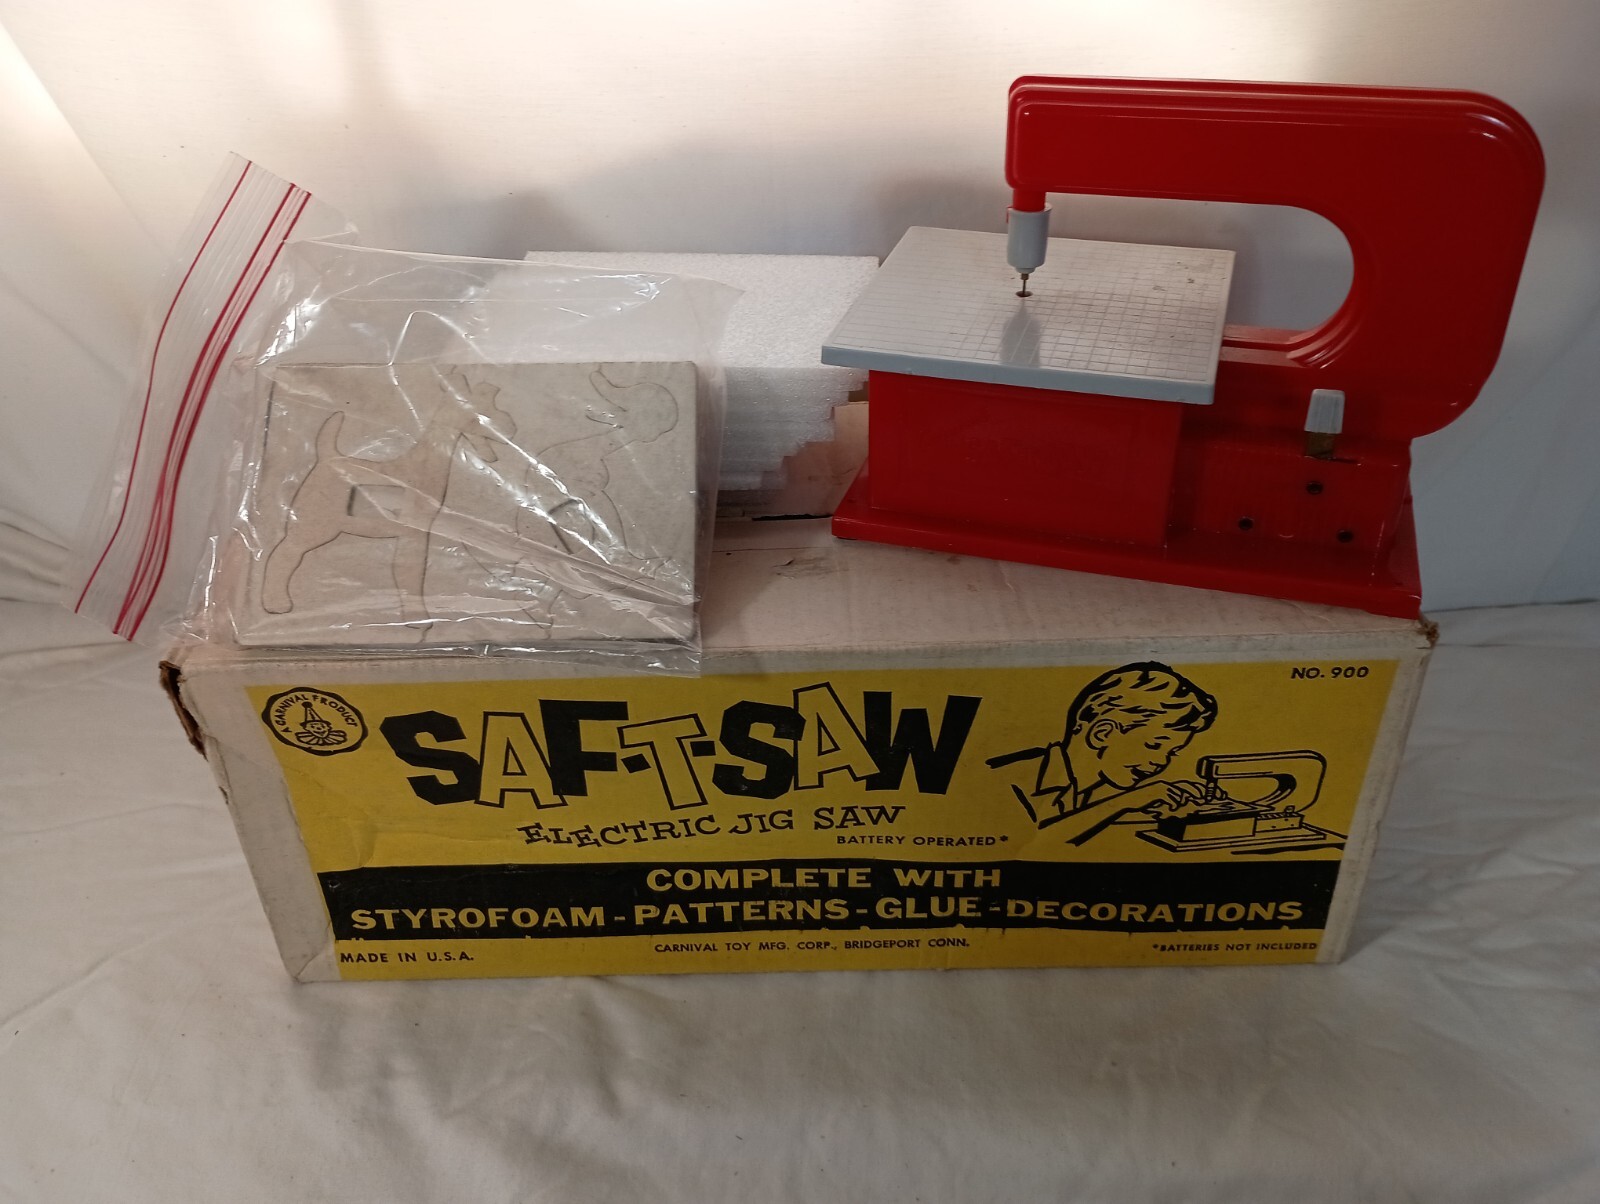 A CARNIVAL PRODUCT
NO. 900
SAF-T-SAW
ELECTRIC JIG SAW
BATTERY OPERATED*
COMPLETE WITH
STYROFOAM - PATTERNS - GLUE - DECORATIONS
MADE IN U.S.A.
CARNIVAL TOY MFG. CORP., BRIDGEPORT CONN.
*BATTERIES NOT INCLUDED